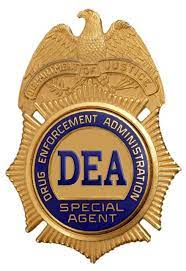 DEPARTMENT OF JUSTICE
DRUG ENFORCEMENT ADMINISTRATION
DEA
SPECIAL
AGENT